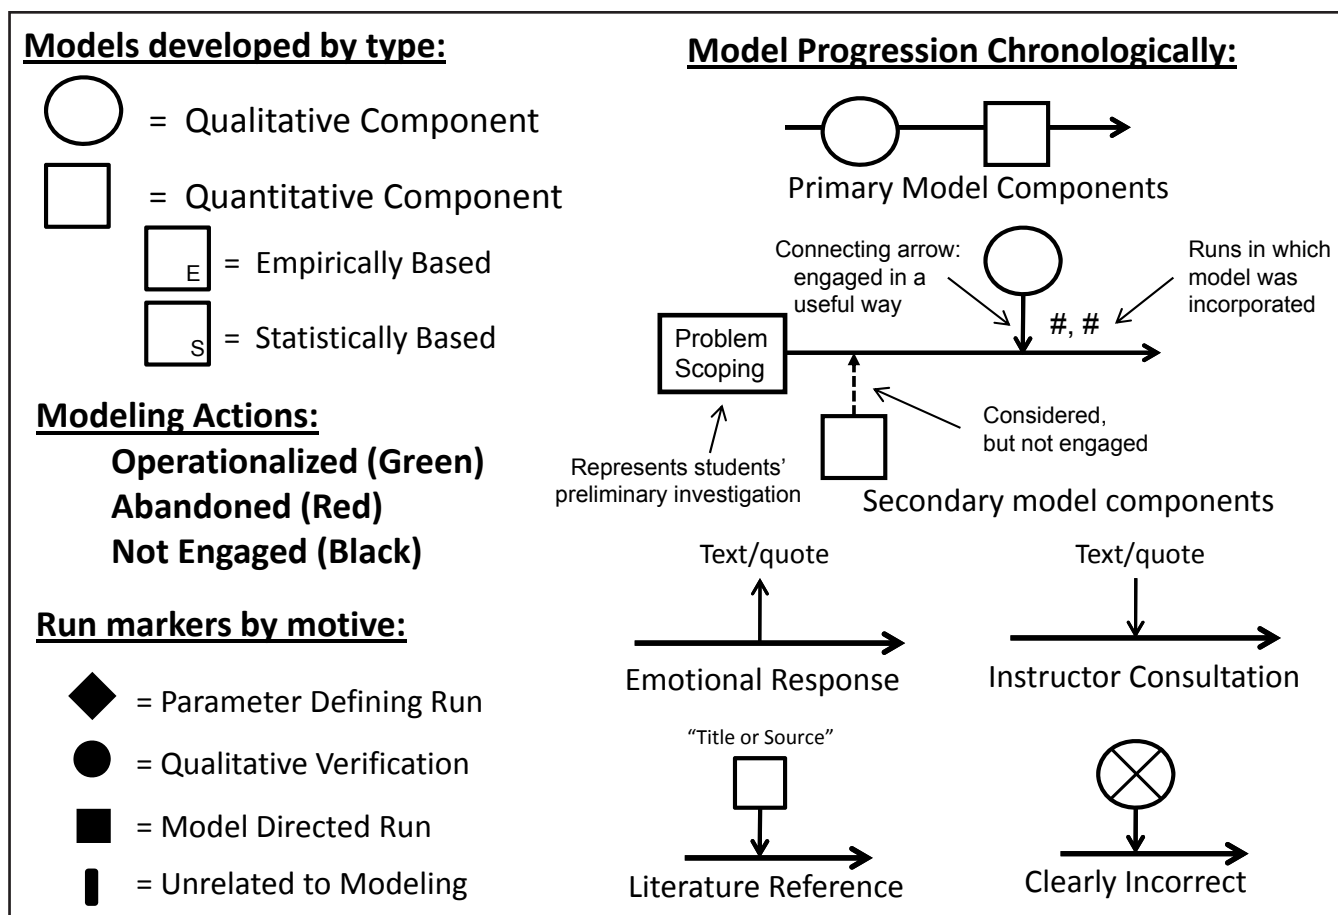 Models developed by type:
= Qualitative Component
= Quantitative Component
E
= Empirically Based
S
= Statistically Based
Modeling Actions:
Operationalized (Green)
Abandoned (Red)
Not Engaged (Black)
Run markers by motive:
= Parameter Defining Run
= Qualitative Verification
= Model Directed Run
= Unrelated to Modeling
Model Progression Chronologically:
Primary Model Components
Connecting arrow:
engaged in a
useful way
Runs in which
model was
incorporated
#, #
Problem
Scoping
Considered,
but not engaged
Represents students’
preliminary investigation
Secondary model components
Text/quote
Emotional Response
Text/quote
Instructor Consultation
“Title or Source”
Literature Reference
Clearly Incorrect